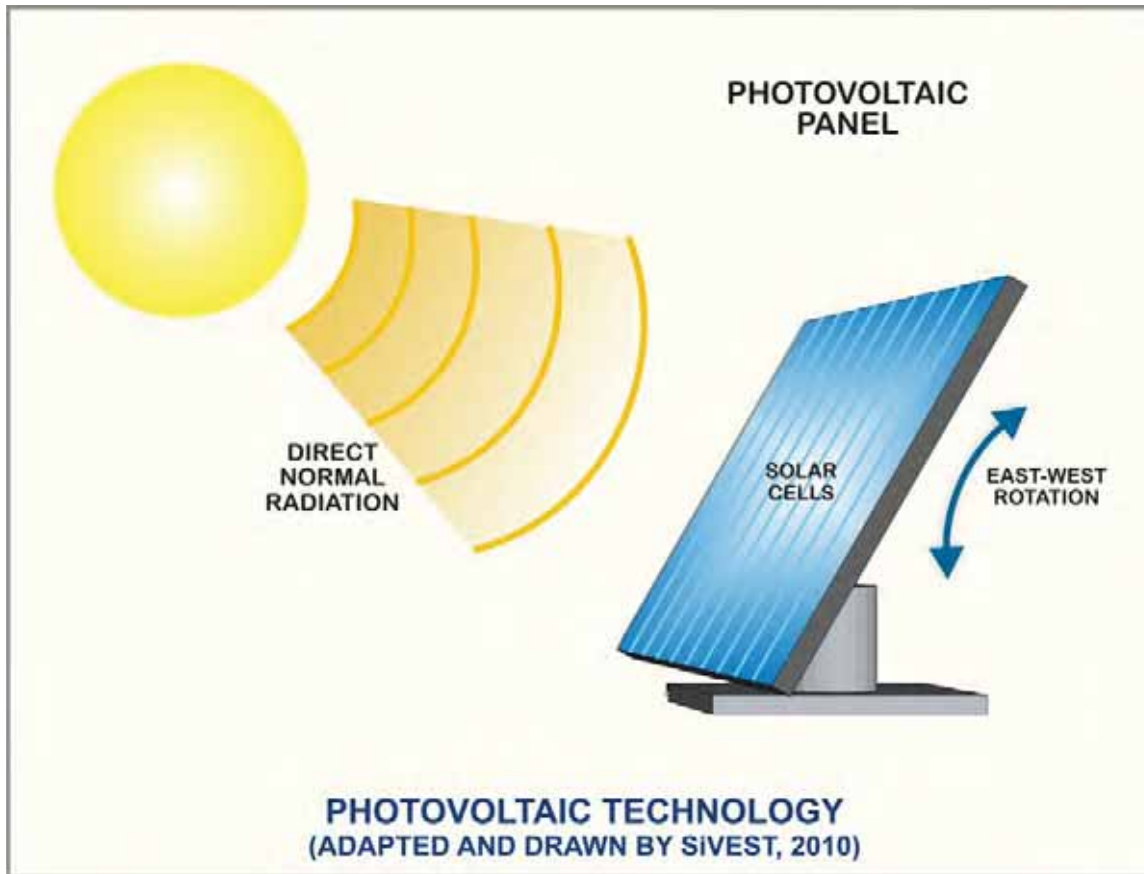 PHOTOVOLTAIC
PANEL
DIRECT
NORMAL
RADIATION
SOLAR
CELLS
EAST-WEST
ROTATION
PHOTOVOLTAIC TECHNOLOGY
(ADAPTED AND DRAWN BY SiVEST, 2010)